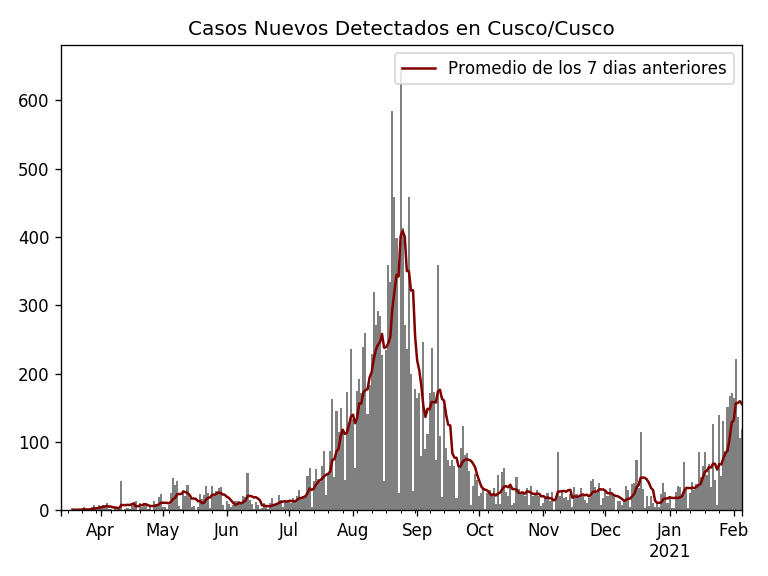 Casos Nuevos Detectados en Cusco/Cusco
Promedio de los 7 dias anteriores
600
500
400
300
200
100
0
Apr May Jun Jul Aug Sep Oct Nov Dec Jan Feb
2021